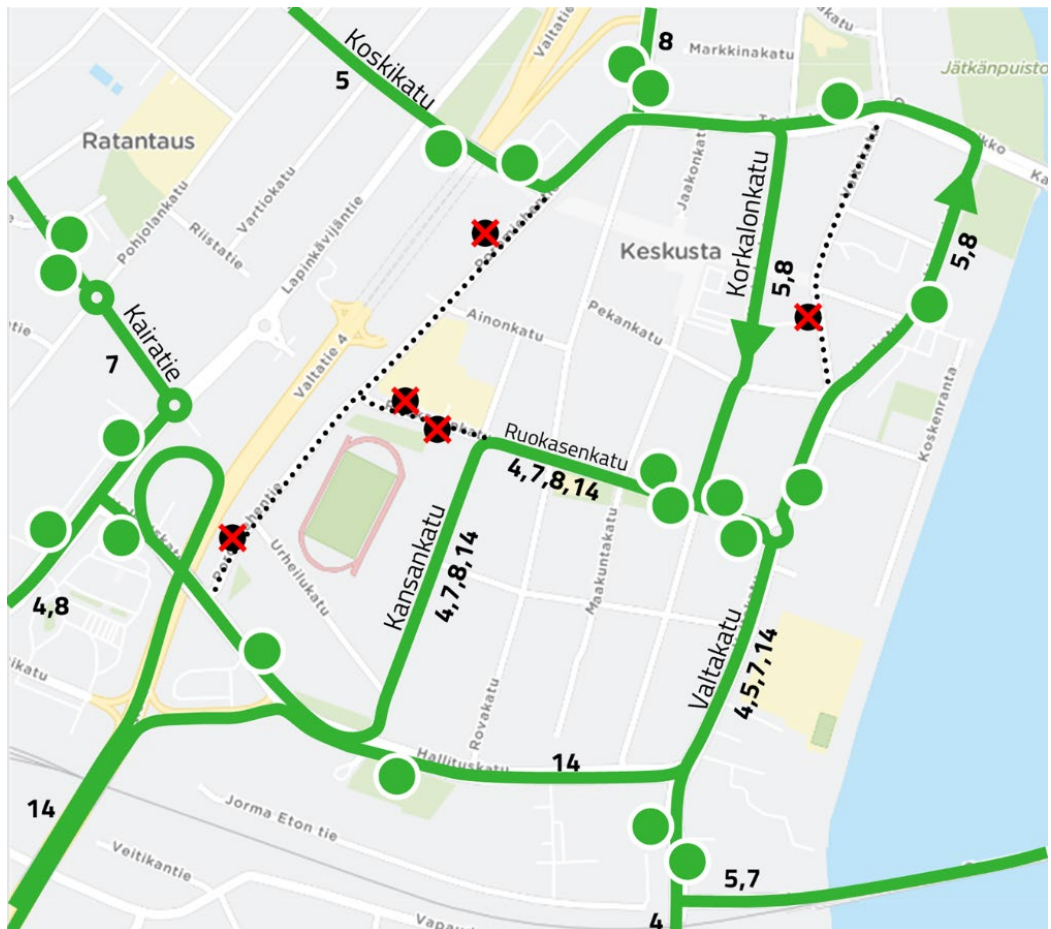 8
Valtatie
Markkinakatu
Koskikatu
5
Jätkänpuisto
Ratantaus
Vartiokatu
Pohjolankatu
Riistatie
Lapinkävijäntie
Jaakonkatu
Korkalonkatu
Keskusta
5,8
5,8
Ainonkatu
Pekankatu
Kairatie
7
Valtatie 4
Koskenranta
Ruokasenkatu
4,7,8,14
Kansankatu
4,7,8,14
Urheilukatu
Maakuntakatu
4,8
Valtakatu
4,5,7,14
Rovakatu
Hallituskatu
14
14
Jorma Eton tie
Veitikantie
5,7
4